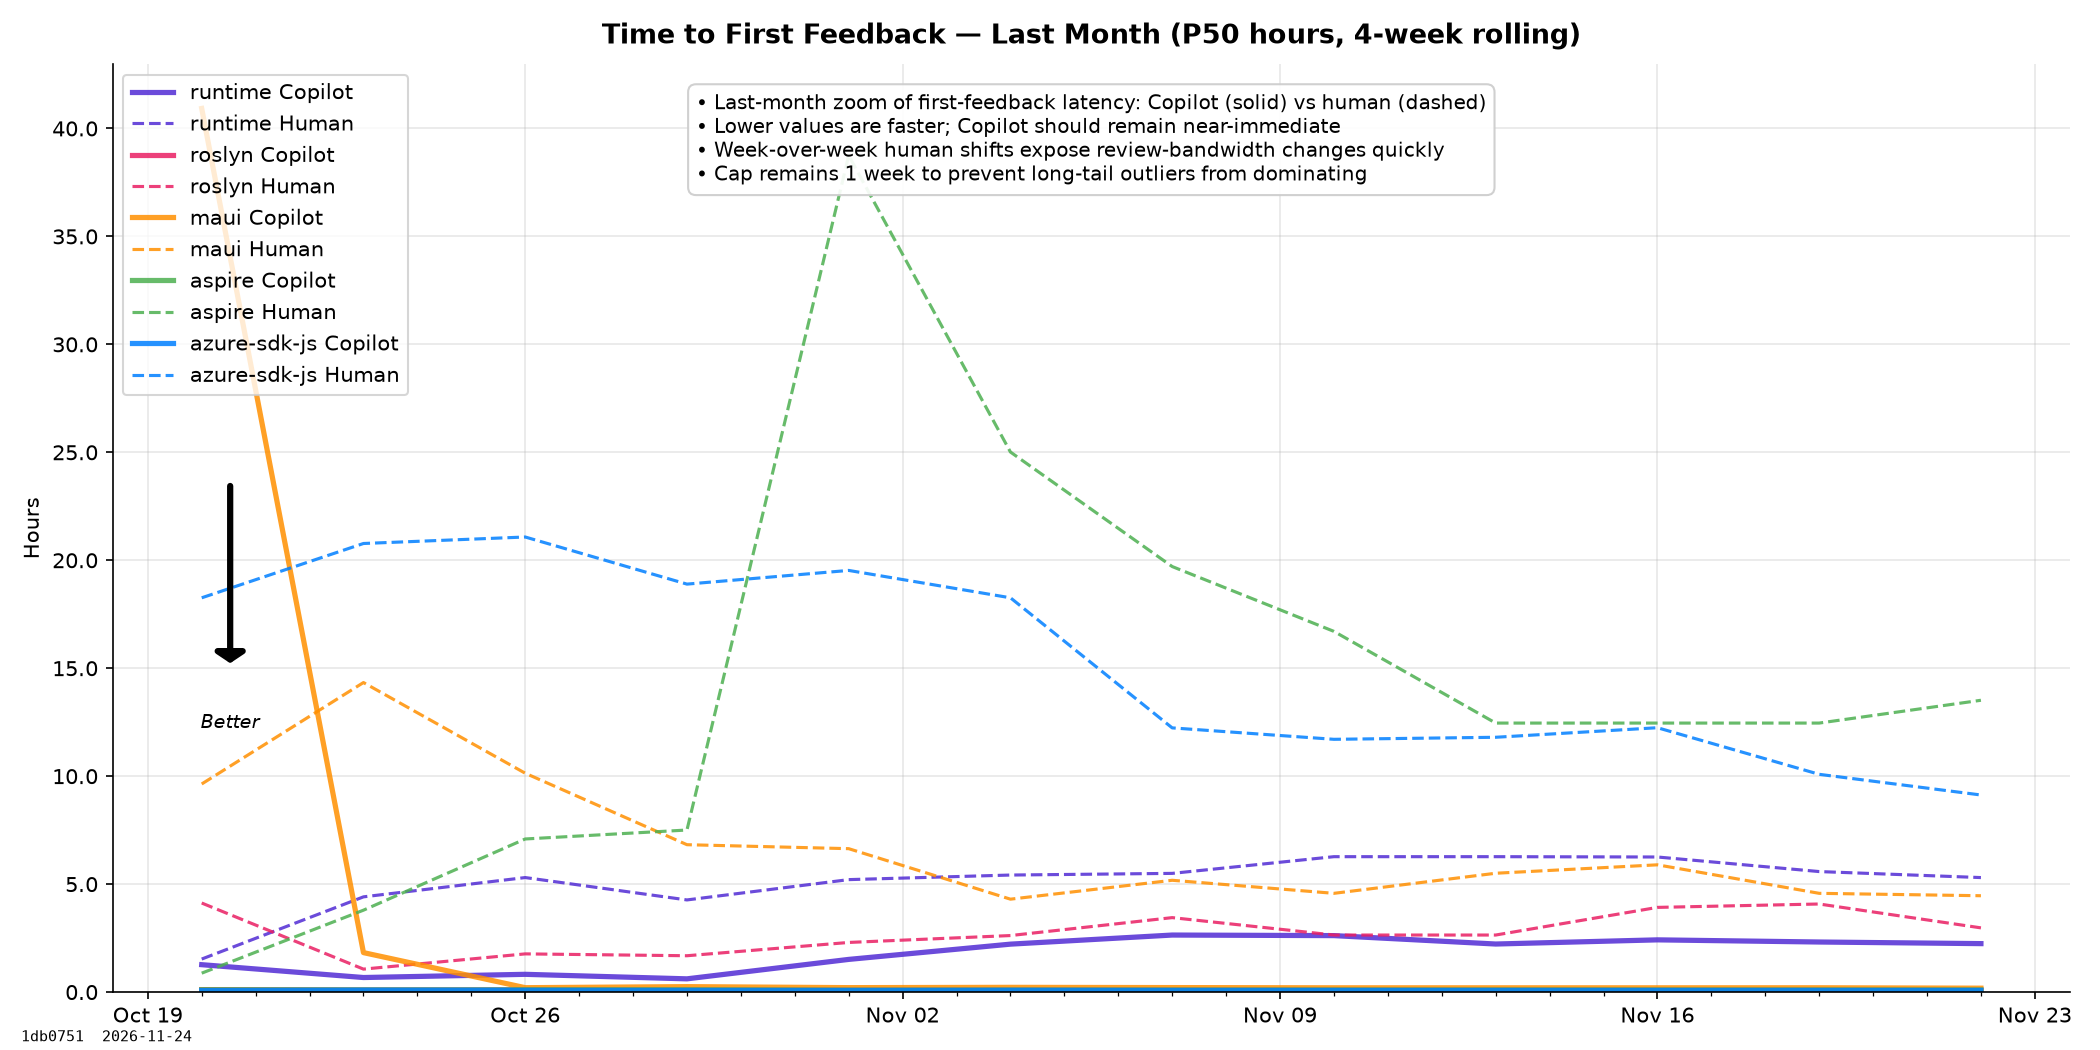 Time to First Feedback — Last Month (P50 hours, 4-week rolling)
runtime Copilot
runtime Human
roslyn Copilot
roslyn Human
maui Copilot
maui Human
aspire Copilot
aspire Human
azure-sdk-js Copilot
azure-sdk-js Human
• Last-month zoom of first-feedback latency: Copilot (solid) vs human (dashed)
• Lower values are faster; Copilot should remain near-immediate
• Week-over-week human shifts expose review-bandwidth changes quickly
• Cap remains 1 week to prevent long-tail outliers from dominating
40.0
35.0
30.0
25.0
20.0
15.0
10.0
5.0
0.0
Hours
Better
Oct 19 Oct 26 Nov 02 Nov 09 Nov 16 Nov 23
1db0751 2026-11-24